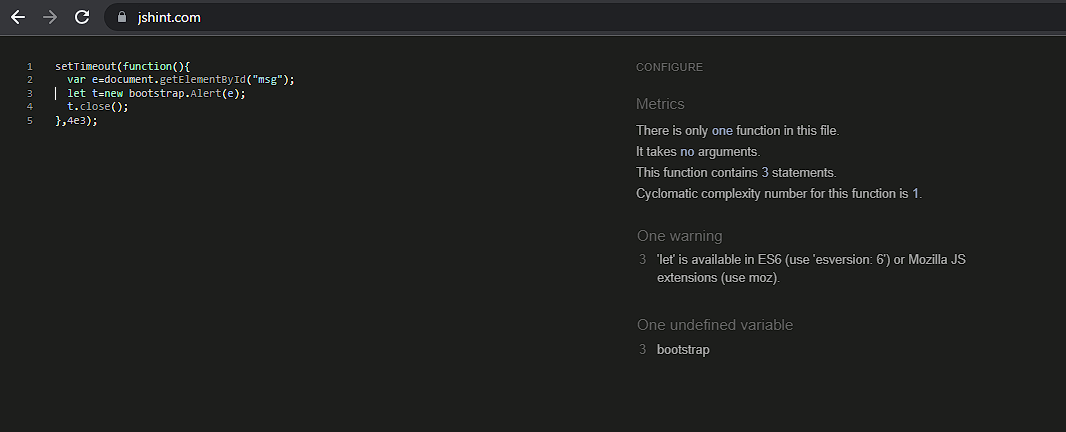 jshint.com
1 setTimeout(function(){
2 var e=document.getElementById("msg");
3 let t=new bootstrap.Alert(e);
4 t.close();
5 },4e3);
CONFIGURE
Metrics
There is only one function in this file.
It takes no arguments.
This function contains 3 statements.
Cyclomatic complexity number for this function is 1.
One warning
3 'let' is available in ES6 (use 'esversion: 6') or Mozilla JS
extensions (use moz).
One undefined variable
3 bootstrap